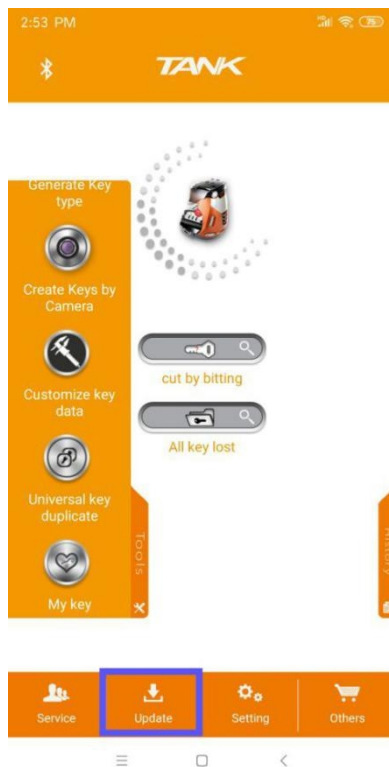 2:53 PM
TANK
Generate Key
type
Create Keys by
Camera
Customize key
data
Universal key
duplicate
My key
Tools
cut by bitting
All key lost
History
Service
Update
Setting
Others